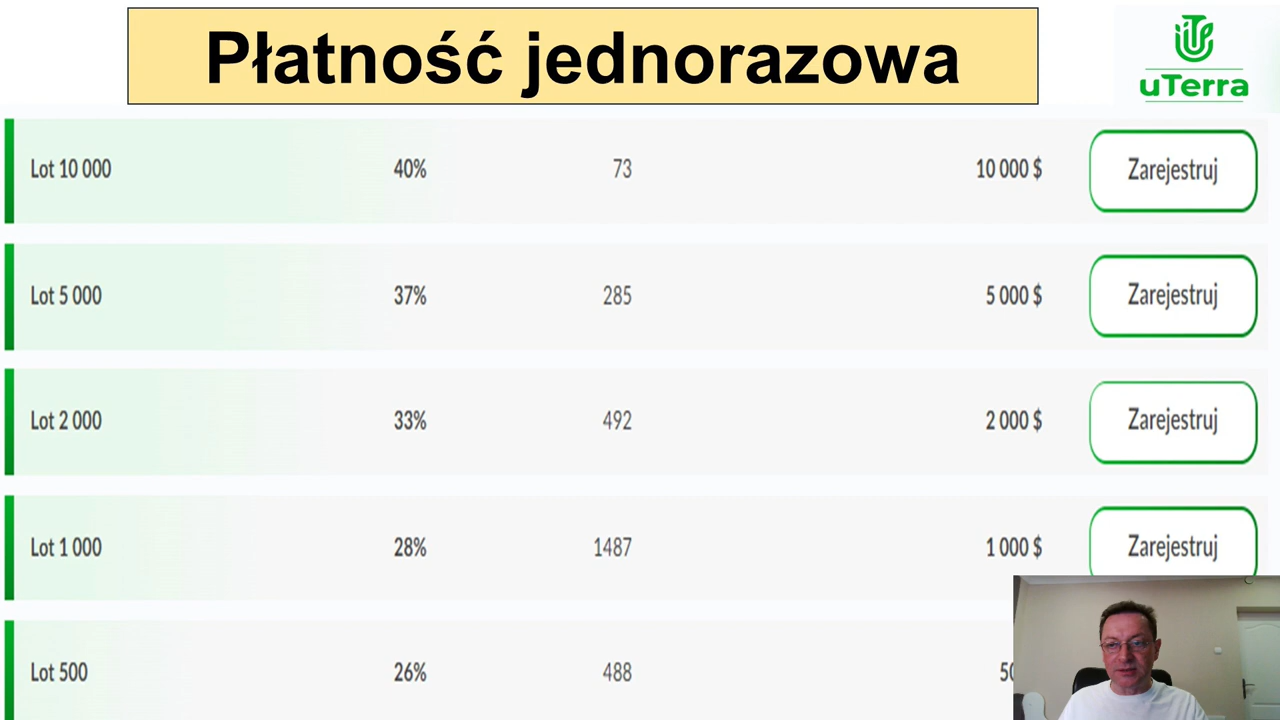 Płatność jednorazowa
uTerra
Lot 10 000 40% 73 10 000 $ Zarejestruj
Lot 5 000 37% 285 5 000 $ Zarejestruj
Lot 2 000 33% 492 2 000 $ Zarejestruj
Lot 1 000 28% 1487 1 000 $ Zarejestruj
Lot 500 26% 488